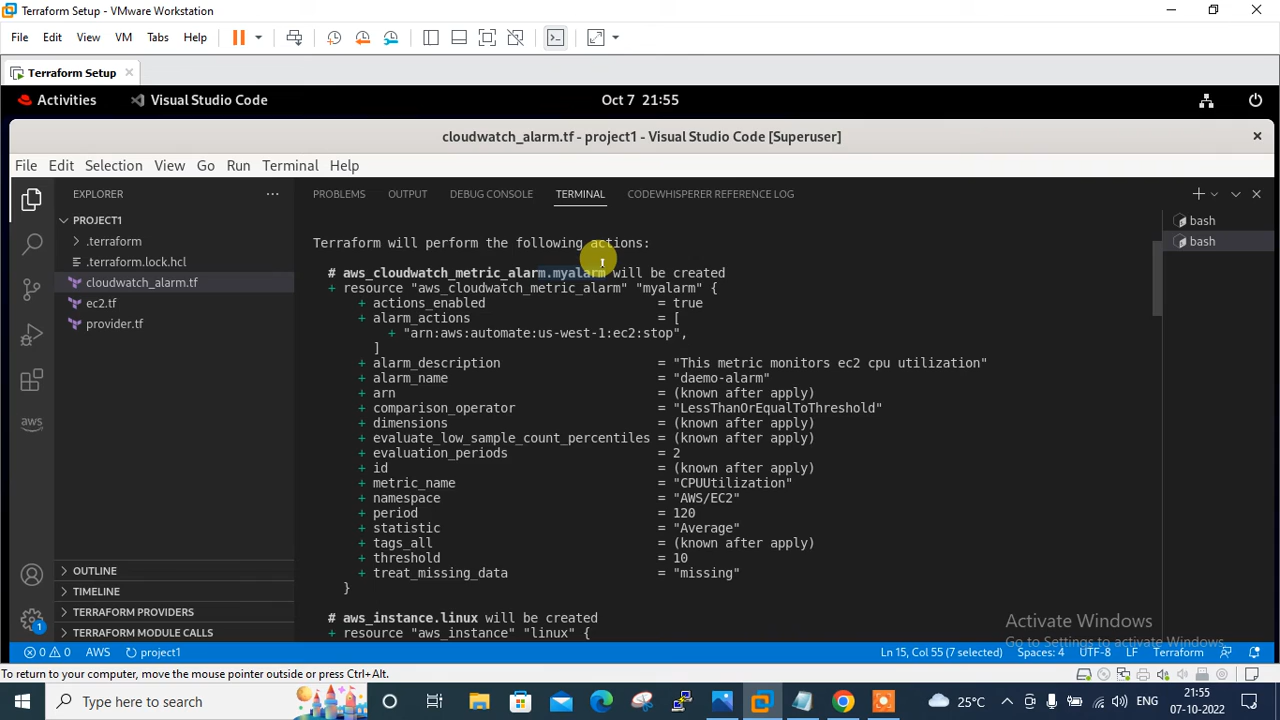 Terraform Setup - VMware Workstation
File Edit View VM Tabs Help
Terraform Setup
Activities Visual Studio Code Oct 7 21:55
cloudwatch_alarm.tf - project1 - Visual Studio Code [Superuser]
File Edit Selection View Go Run Terminal Help
EXPLORER
PROJECT1
.terraform
.terraform.lock.hcl
cloudwatch_alarm.tf
ec2.tf
provider.tf
OUTLINE
TIMELINE
TERRAFORM PROVIDERS
TERRAFORM MODULE CALLS
aws
1
PROBLEMS OUTPUT DEBUG CONSOLE TERMINAL CODEWHISPERER REFERENCE LOG
bash
bash
Terraform will perform the following actions:
# aws_cloudwatch_metric_alarm.myalarm will be created
+ resource "aws_cloudwatch_metric_alarm" "myalarm" {
+ actions_enabled = true
+ alarm_actions = [
+ "arn:aws:automate:us-west-1:ec2:stop",
]
+ alarm_description = "This metric monitors ec2 cpu utilization"
+ alarm_name = "daemo-alarm"
+ arn = (known after apply)
+ comparison_operator = "LessThanOrEqualToThreshold"
+ dimensions = (known after apply)
+ evaluate_low_sample_count_percentiles = (known after apply)
+ evaluation_periods = 2
+ id = (known after apply)
+ metric_name = "CPUUtilization"
+ namespace = "AWS/EC2"
+ period = 120
+ statistic = "Average"
+ tags_all = (known after apply)
+ threshold = 10
+ treat_missing_data = "missing"
}
# aws_instance.linux will be created
+ resource "aws_instance" "linux" {
Activate Windows
Go to Settings to activate Windows.
0 0 AWS project1 Ln 15, Col 55 (7 selected) Spaces: 4 UTF-8 LF Terraform
To return to your computer, move the mouse pointer outside or press Ctrl+Alt.
Type here to search
25°C ENG
21:55
07-10-2022